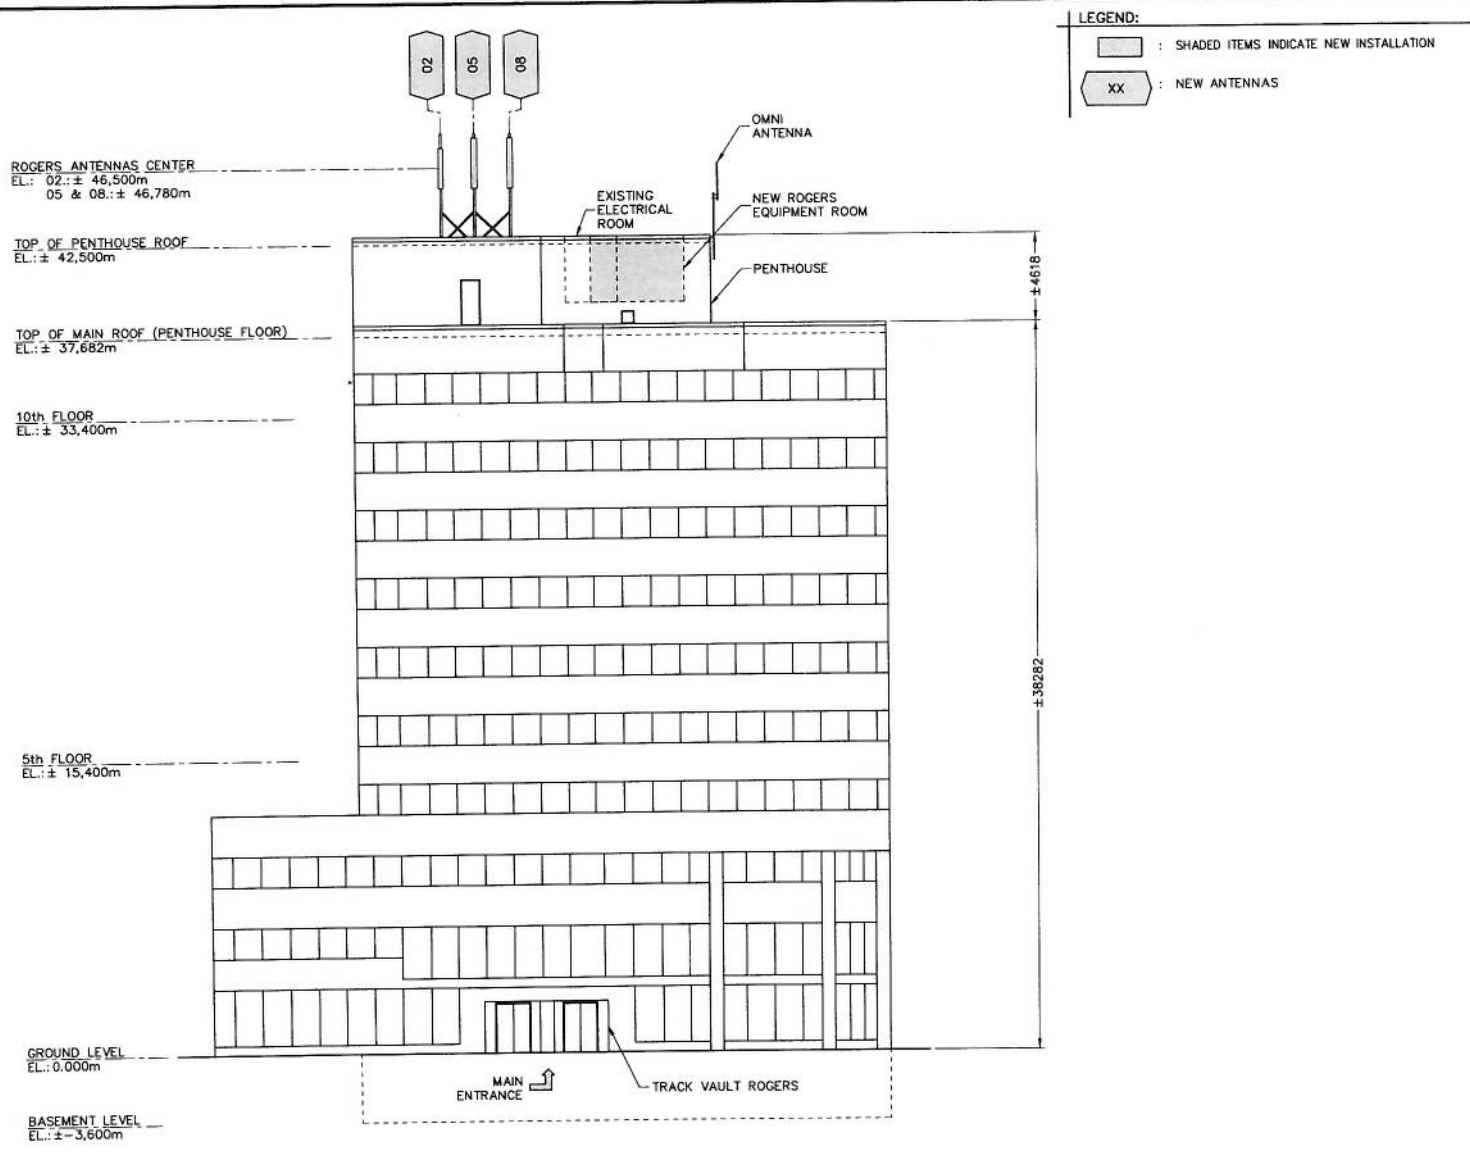 LEGEND:
: SHADED ITEMS INDICATE NEW INSTALLATION
XX : NEW ANTENNAS
02 05 08
OMNI
ANTENNA
ROGERS ANTENNAS CENTER
EL.: 02.:± 46,500m
05 & 08.:± 46,780m
EXISTING
ELECTRICAL
ROOM
NEW ROGERS
EQUIPMENT ROOM
TOP OF PENTHOUSE ROOF
EL.:± 42,500m
PENTHOUSE
±4618
TOP OF MAIN ROOF (PENTHOUSE FLOOR)
EL.:± 37,682m
10th FLOOR
EL.:± 33,400m
±38282
5th FLOOR
EL.:± 15,400m
GROUND LEVEL
EL.:0.000m
MAIN
ENTRANCE
TRACK VAULT ROGERS
BASEMENT LEVEL
EL.:±-3,600m